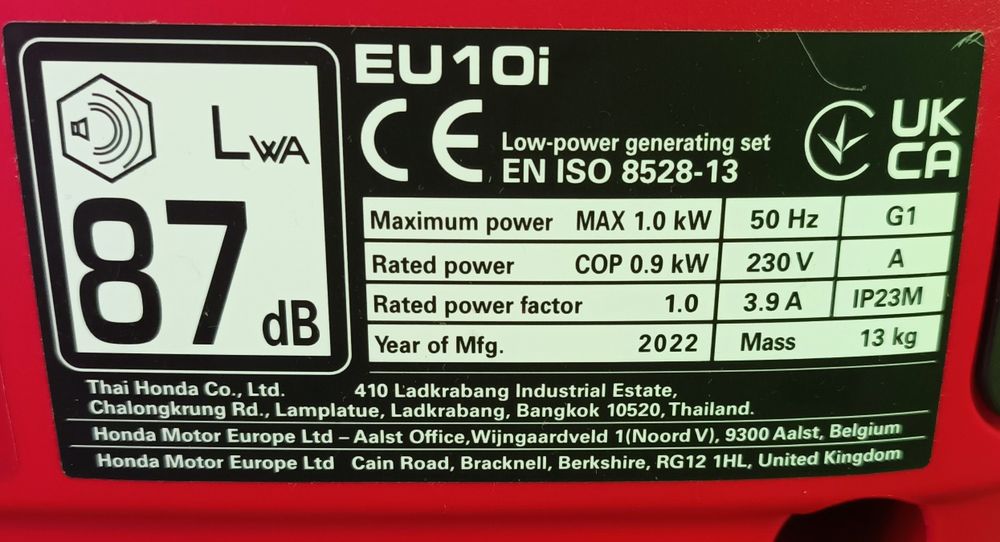 LWA
87 dB
EU10i
CE Low-power generating set
EN ISO 8528-13
UK
CA
Maximum power MAX 1.0 kW 50 Hz G1
Rated power COP 0.9 kW 230 V A
Rated power factor 1.0 3.9 A IP23M
Year of Mfg. 2022 Mass 13 kg
Thai Honda Co., Ltd. 410 Ladkrabang Industrial Estate,
Chalongkrung Rd., Lamplatue, Ladkrabang, Bangkok 10520, Thailand.
Honda Motor Europe Ltd – Aalst Office,Wijngaardveld 1(Noord V), 9300 Aalst, Belgium
Honda Motor Europe Ltd Cain Road, Bracknell, Berkshire, RG12 1HL, United Kingdom